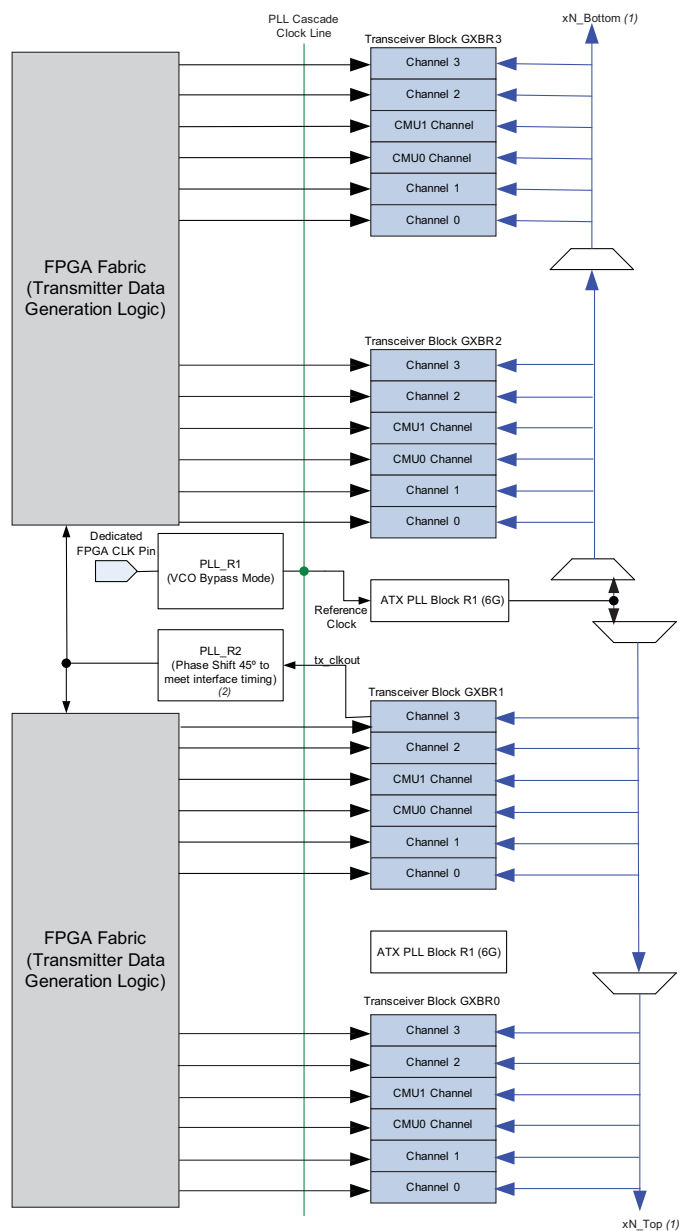 PLL Cascade
Clock Line
xN_Bottom (1)
Transceiver Block GXBR3
Channel 3
Channel 2
CMU1 Channel
CMU0 Channel
Channel 1
Channel 0
FPGA Fabric
(Transmitter Data
Generation Logic)
Transceiver Block GXBR2
Channel 3
Channel 2
CMU1 Channel
CMU0 Channel
Channel 1
Channel 0
Dedicated
FPGA CLK Pin
PLL_R1
(VCO Bypass Mode)
Reference
Clock
ATX PLL Block R1 (6G)
PLL_R2
(Phase Shift 45º to
meet interface timing)
(2)
tx_clkout
Transceiver Block GXBR1
Channel 3
Channel 2
CMU1 Channel
CMU0 Channel
Channel 1
Channel 0
FPGA Fabric
(Transmitter Data
Generation Logic)
ATX PLL Block R1 (6G)
Transceiver Block GXBR0
Channel 3
Channel 2
CMU1 Channel
CMU0 Channel
Channel 1
Channel 0
xN_Top (1)